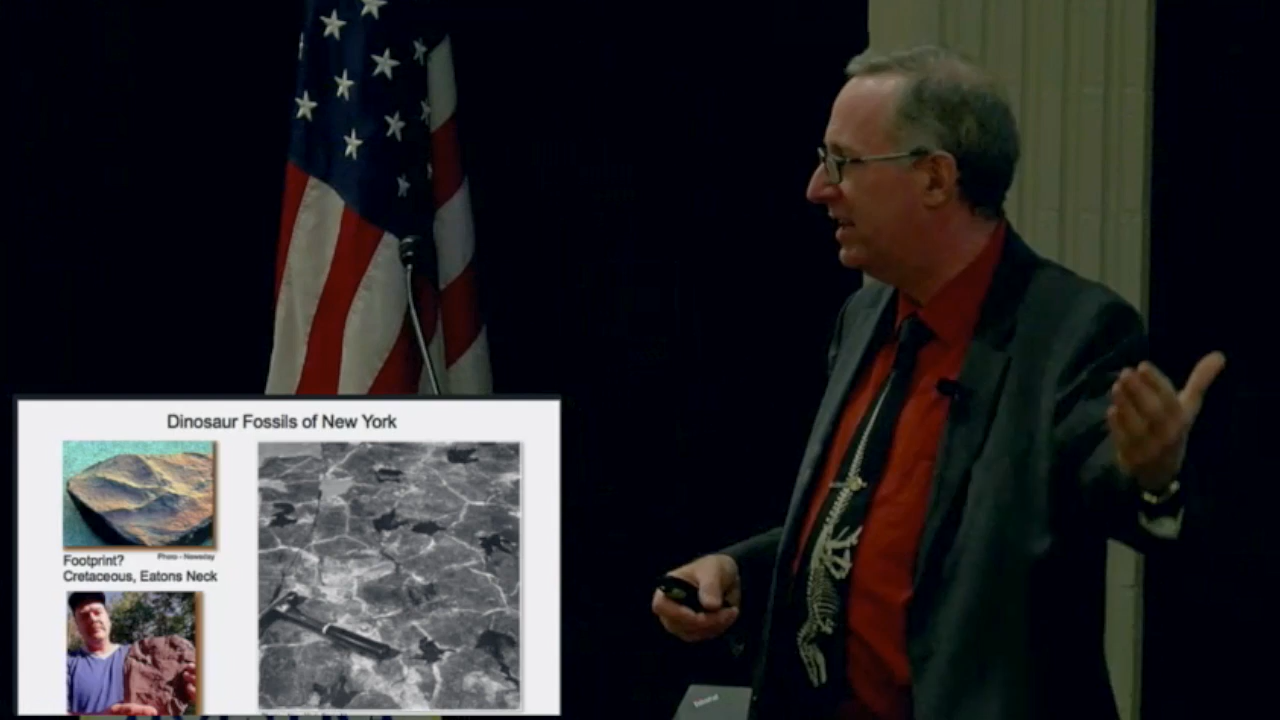 Dinosaur Fossils of New York
Photo - Newsday
Footprint?
Cretaceous, Eatons Neck